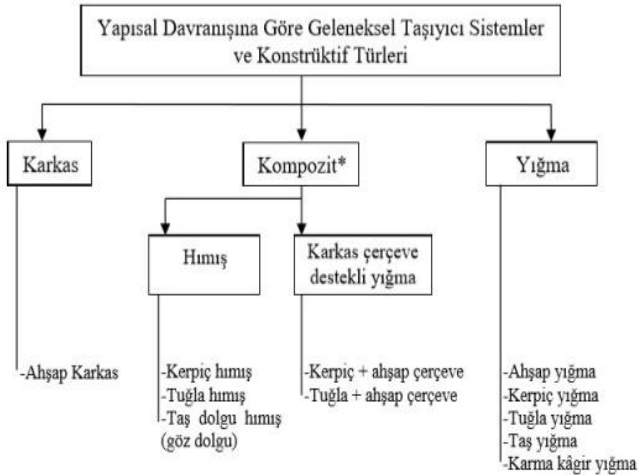 Yapısal Davranışına Göre Geleneksel Taşıyıcı Sistemler
ve Konstrüktif Türleri
Karkas
Kompozit*
Yığma
Hımış
Karkas çerçeve
destekli yığma
-Ahşap Karkas
-Kerpiç hımış
-Tuğla hımış
-Taş dolgu hımış
(göz dolgu)
-Kerpiç + ahşap çerçeve
-Tuğla + ahşap çerçeve
-Ahşap yığma
-Kerpiç yığma
-Tuğla yığma
-Taş yığma
-Karma kâgir yığma